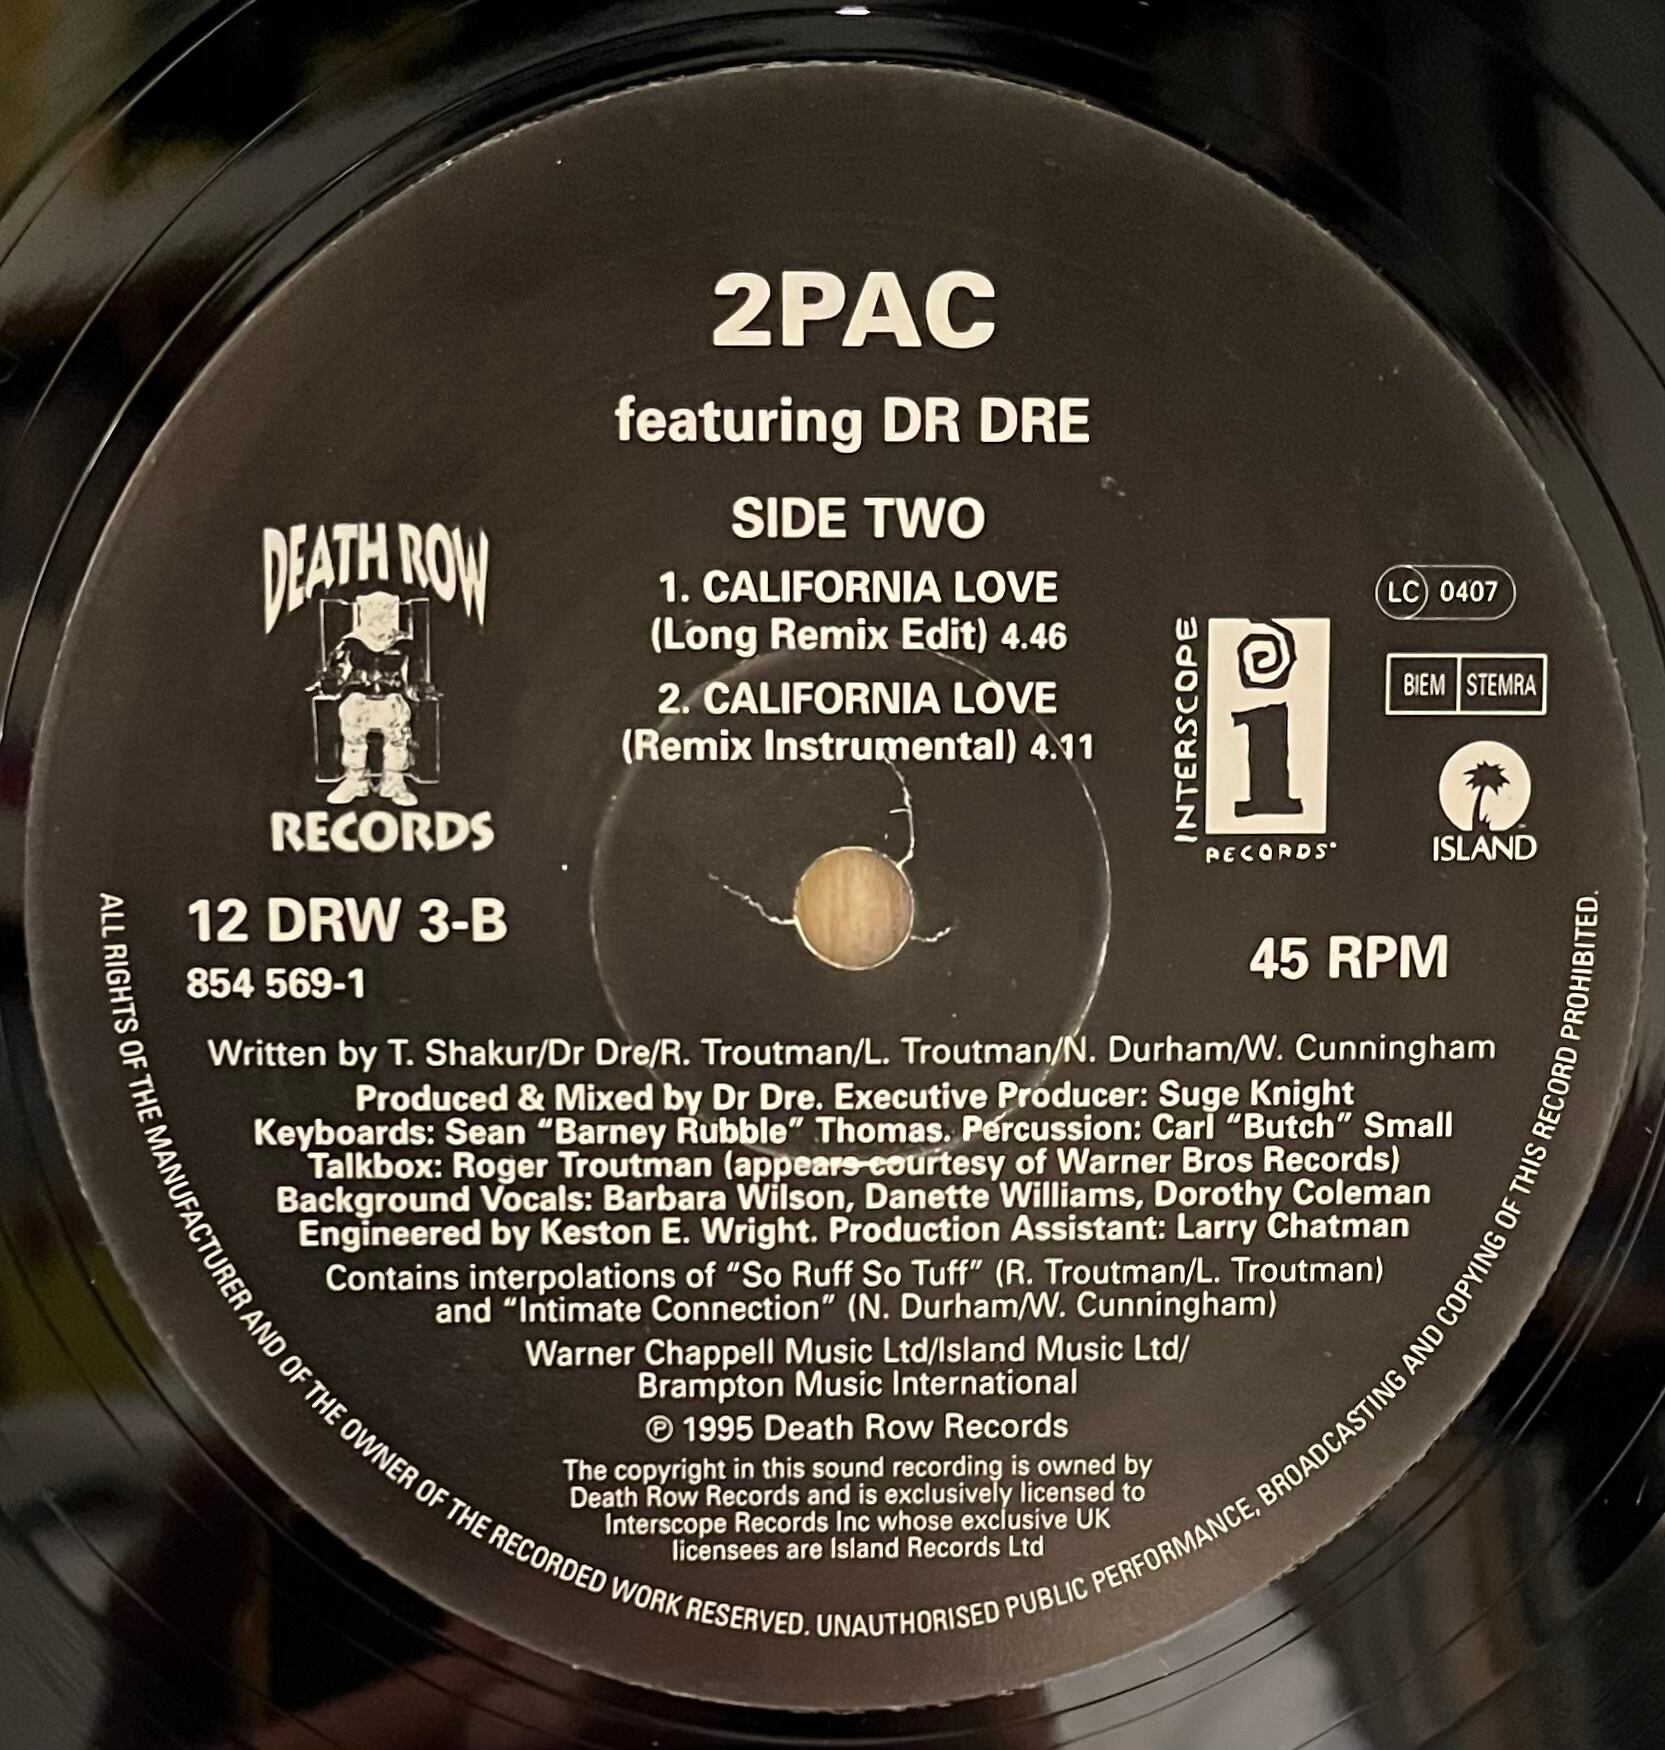 2PAC
featuring DR DRE
SIDE TWO
1. CALIFORNIA LOVE
(Long Remix Edit) 4.46
2. CALIFORNIA LOVE
(Remix Instrumental) 4.11
DEATH ROW
RECORDS
INTERSCOPE
i
RECORDS
LC 0407
BIEM STEMRA
ISLAND
12 DRW 3-B
854 569-1
45 RPM
Written by T. Shakur/Dr Dre/R. Troutman/L. Troutman/N. Durham/W. Cunningham
Produced & Mixed by Dr Dre. Executive Producer: Suge Knight
Keyboards: Sean “Barney Rubble” Thomas. Percussion: Carl “Butch” Small
Talkbox: Roger Troutman (appears courtesy of Warner Bros Records)
Background Vocals: Barbara Wilson, Danette Williams, Dorothy Coleman
Engineered by Keston E. Wright. Production Assistant: Larry Chatman
Contains interpolations of “So Ruff So Tuff” (R. Troutman/L. Troutman)
and “Intimate Connection” (N. Durham/W. Cunningham)
Warner Chappell Music Ltd/Island Music Ltd/
Brampton Music International
℗ 1995 Death Row Records
The copyright in this sound recording is owned by
Death Row Records and is exclusively licensed to
Interscope Records Inc whose exclusive UK
licensees are Island Records Ltd
ALL RIGHTS OF THE MANUFACTURER AND OF THE OWNER OF THE RECORDED WORK RESERVED. UNAUTHORISED PUBLIC PERFORMANCE, BROADCASTING AND COPYING OF THIS RECORD PROHIBITED.